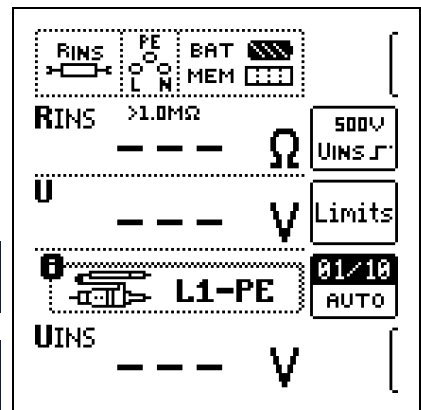 RINS PE BAT
L N MEM
RINS >1.0MΩ
--- Ω
500V
UINS
U
--- V
Limits
L1-PE
01/10
AUTO
UINS
--- V